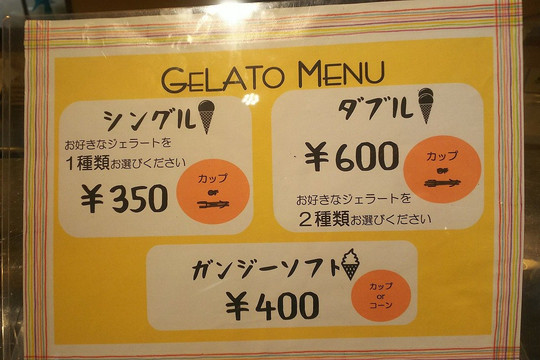 GELATO MENU
シングル
お好きなジェラートを
1種類お選びください
¥350
カップ
or
ダブル
¥600
カップ
or
お好きなジェラートを
2種類お選びください
ガンジーソフト
¥400
カップ
or
コーン